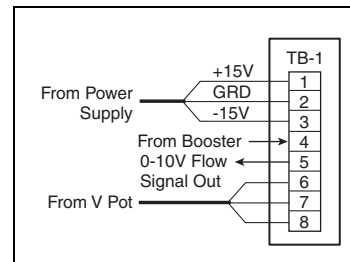 TB-1
+15V
1
From Power
Supply
GRD
2
-15V
3
From Booster
4
0-10V Flow
Signal Out
5
6
From V Pot
7
8